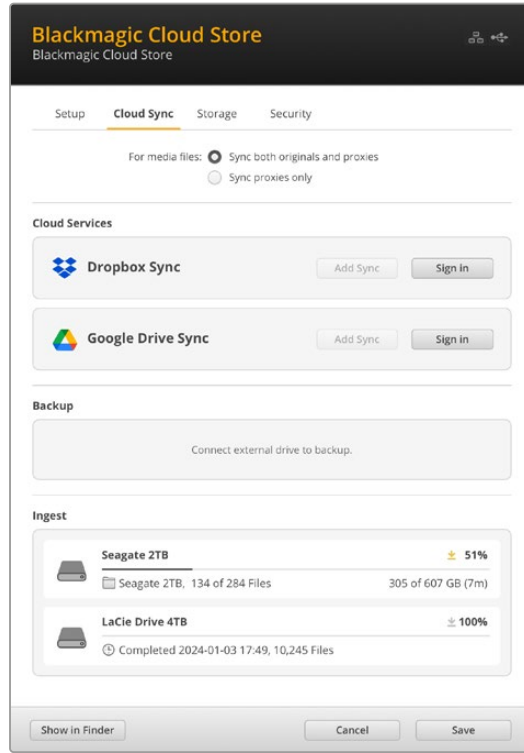 Blackmagic Cloud Store
Blackmagic Cloud Store
Setup Cloud Sync Storage Security
For media files: Sync both originals and proxies
Sync proxies only
Cloud Services
Dropbox Sync Add Sync Sign in
Google Drive Sync Add Sync Sign in
Backup
Connect external drive to backup.
Ingest
Seagate 2TB 51%
Seagate 2TB, 134 of 284 Files 305 of 607 GB (7m)
LaCie Drive 4TB 100%
Completed 2024-01-03 17:49, 10,245 Files
Show in Finder Cancel Save